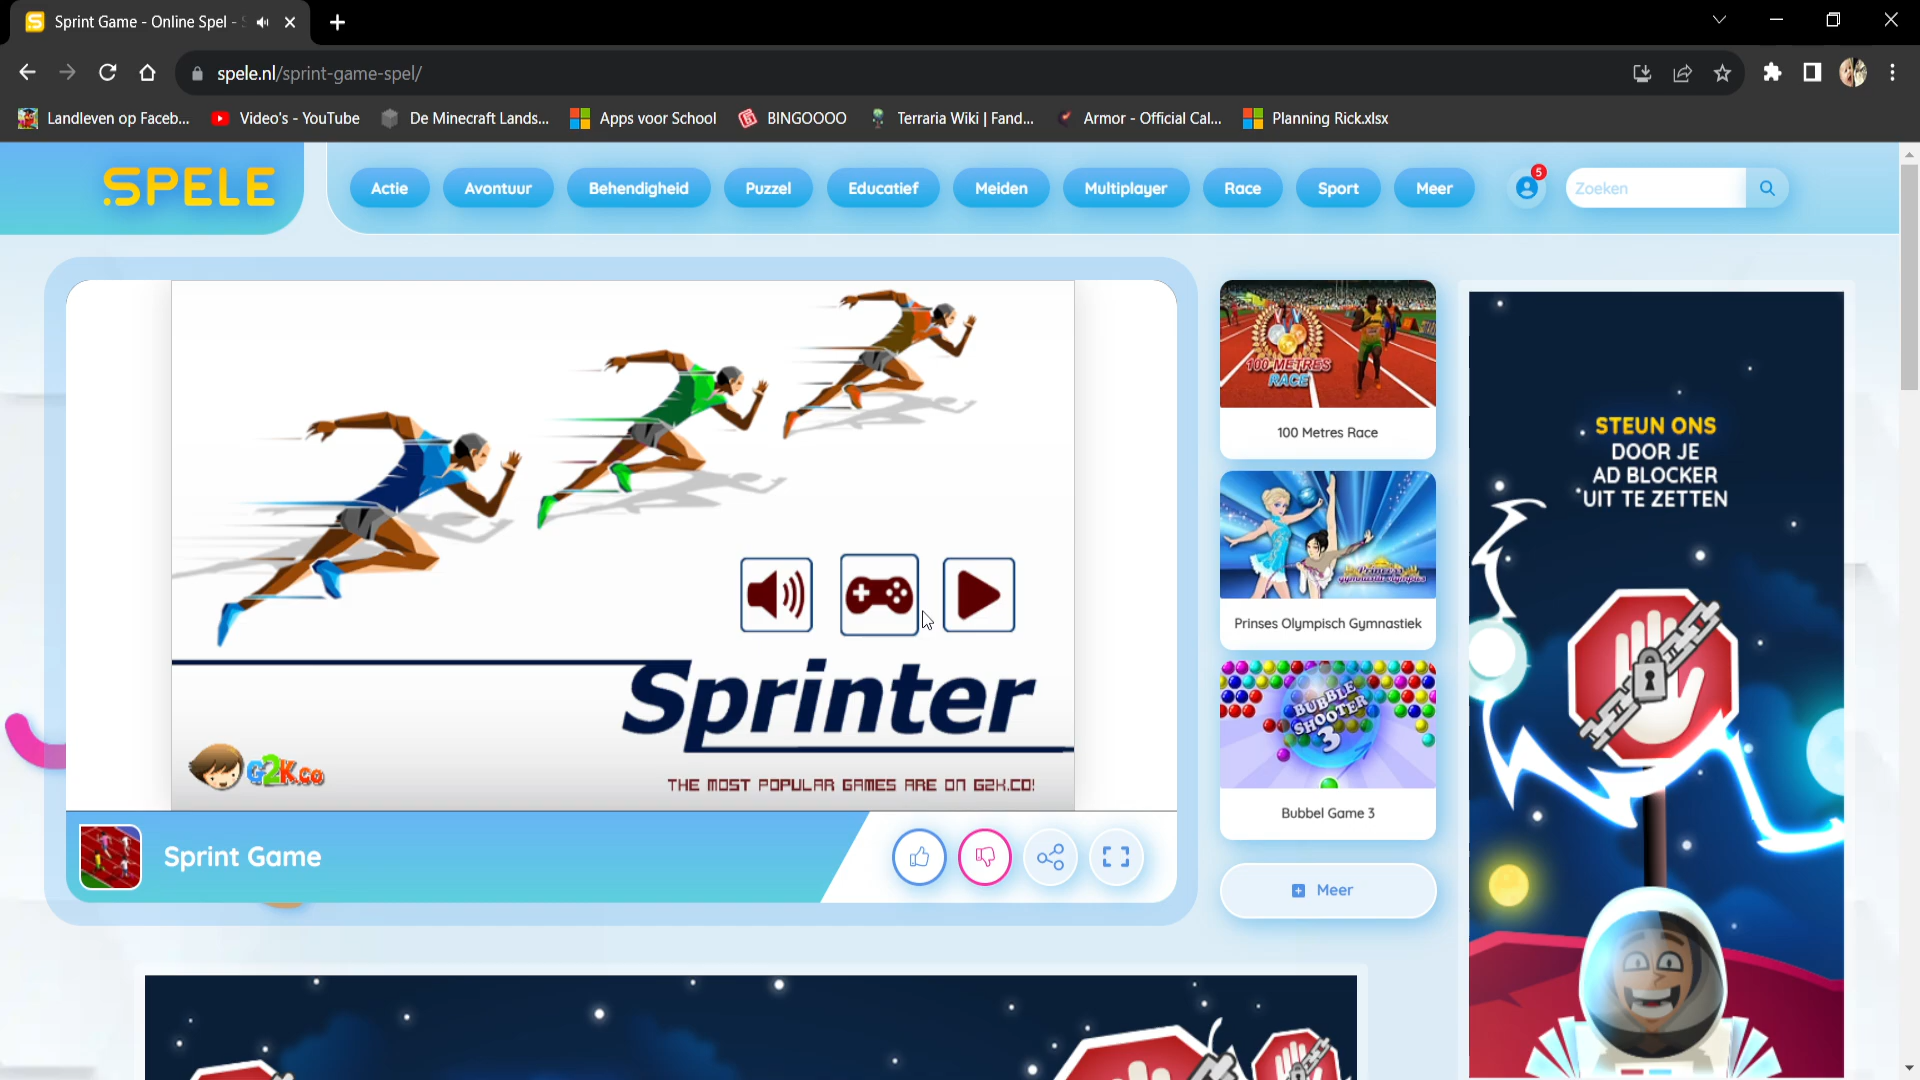 Sprint Game - Online Spel -
spele.nl/sprint-game-spel/
Landleven op Faceb...
Video's - YouTube
De Minecraft Lands...
Apps voor School
BINGOOOO
Terraria Wiki | Fand...
Armor - Official Cal...
Planning Rick.xlsx
.SPELE
Actie
Avontuur
Behendigheid
Puzzel
Educatief
Meiden
Multiplayer
Race
Sport
Meer
5
Zoeken
Sprinter
G2K.co
THE MOST POPULAR GAMES ARE ON G2K.CO!
Sprint Game
100 METRES
RACE
100 Metres Race
Prinses Olympisch Gymnastiek
BUBBLE
SHOOTER
3
Bubbel Game 3
Meer
STEUN ONS
DOOR JE
AD BLOCKER
UIT TE ZETTEN